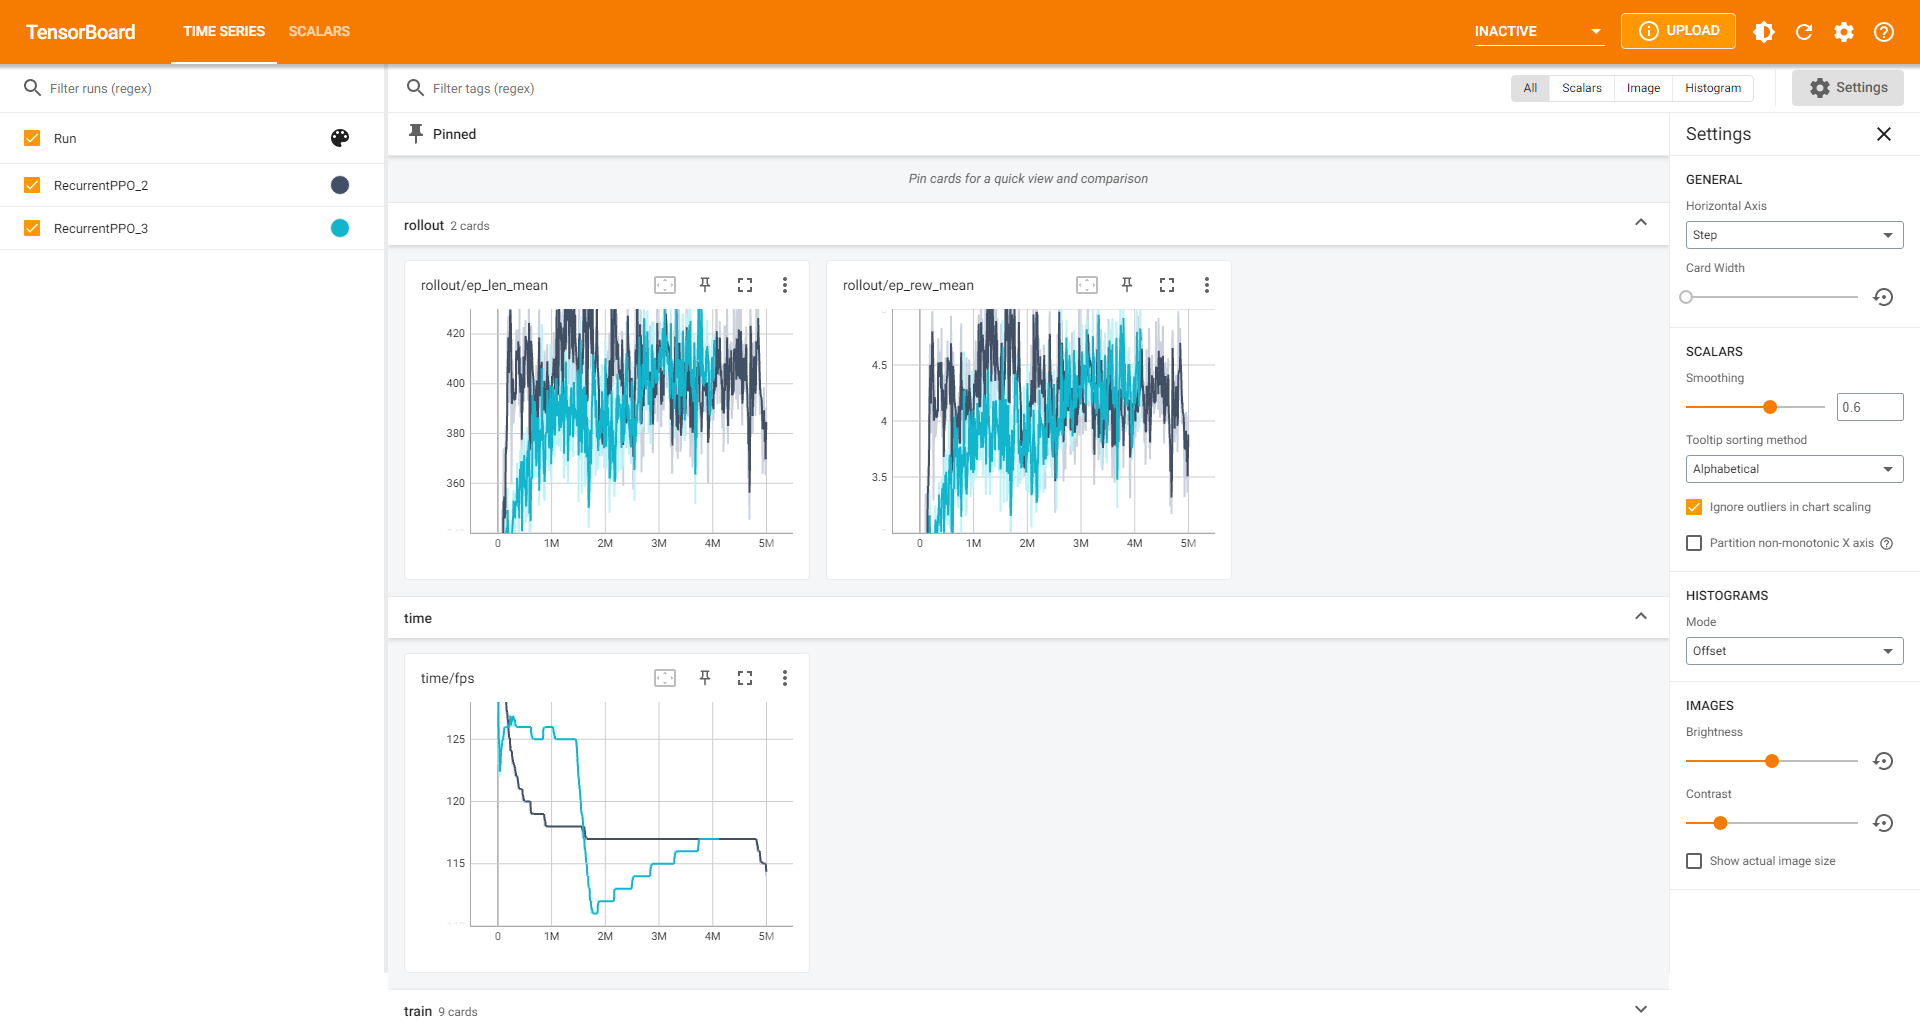 TensorBoard
TIME SERIES
SCALARS
INACTIVE
UPLOAD
Filter runs (regex)
Filter tags (regex)
All
Scalars
Image
Histogram
Settings
Run
RecurrentPPO_2
RecurrentPPO_3
Pinned
Pin cards for a quick view and comparison
rollout 2 cards
rollout/ep_len_mean
420
400
380
360
0 1M 2M 3M 4M 5M
rollout/ep_rew_mean
4.5
4
3.5
0 1M 2M 3M 4M 5M
time
time/fps
125
120
115
0 1M 2M 3M 4M 5M
train 9 cards
Settings
GENERAL
Horizontal Axis
Step
Card Width
SCALARS
Smoothing
0.6
Tooltip sorting method
Alphabetical
Ignore outliers in chart scaling
Partition non-monotonic X axis
HISTOGRAMS
Mode
Offset
IMAGES
Brightness
Contrast
Show actual image size